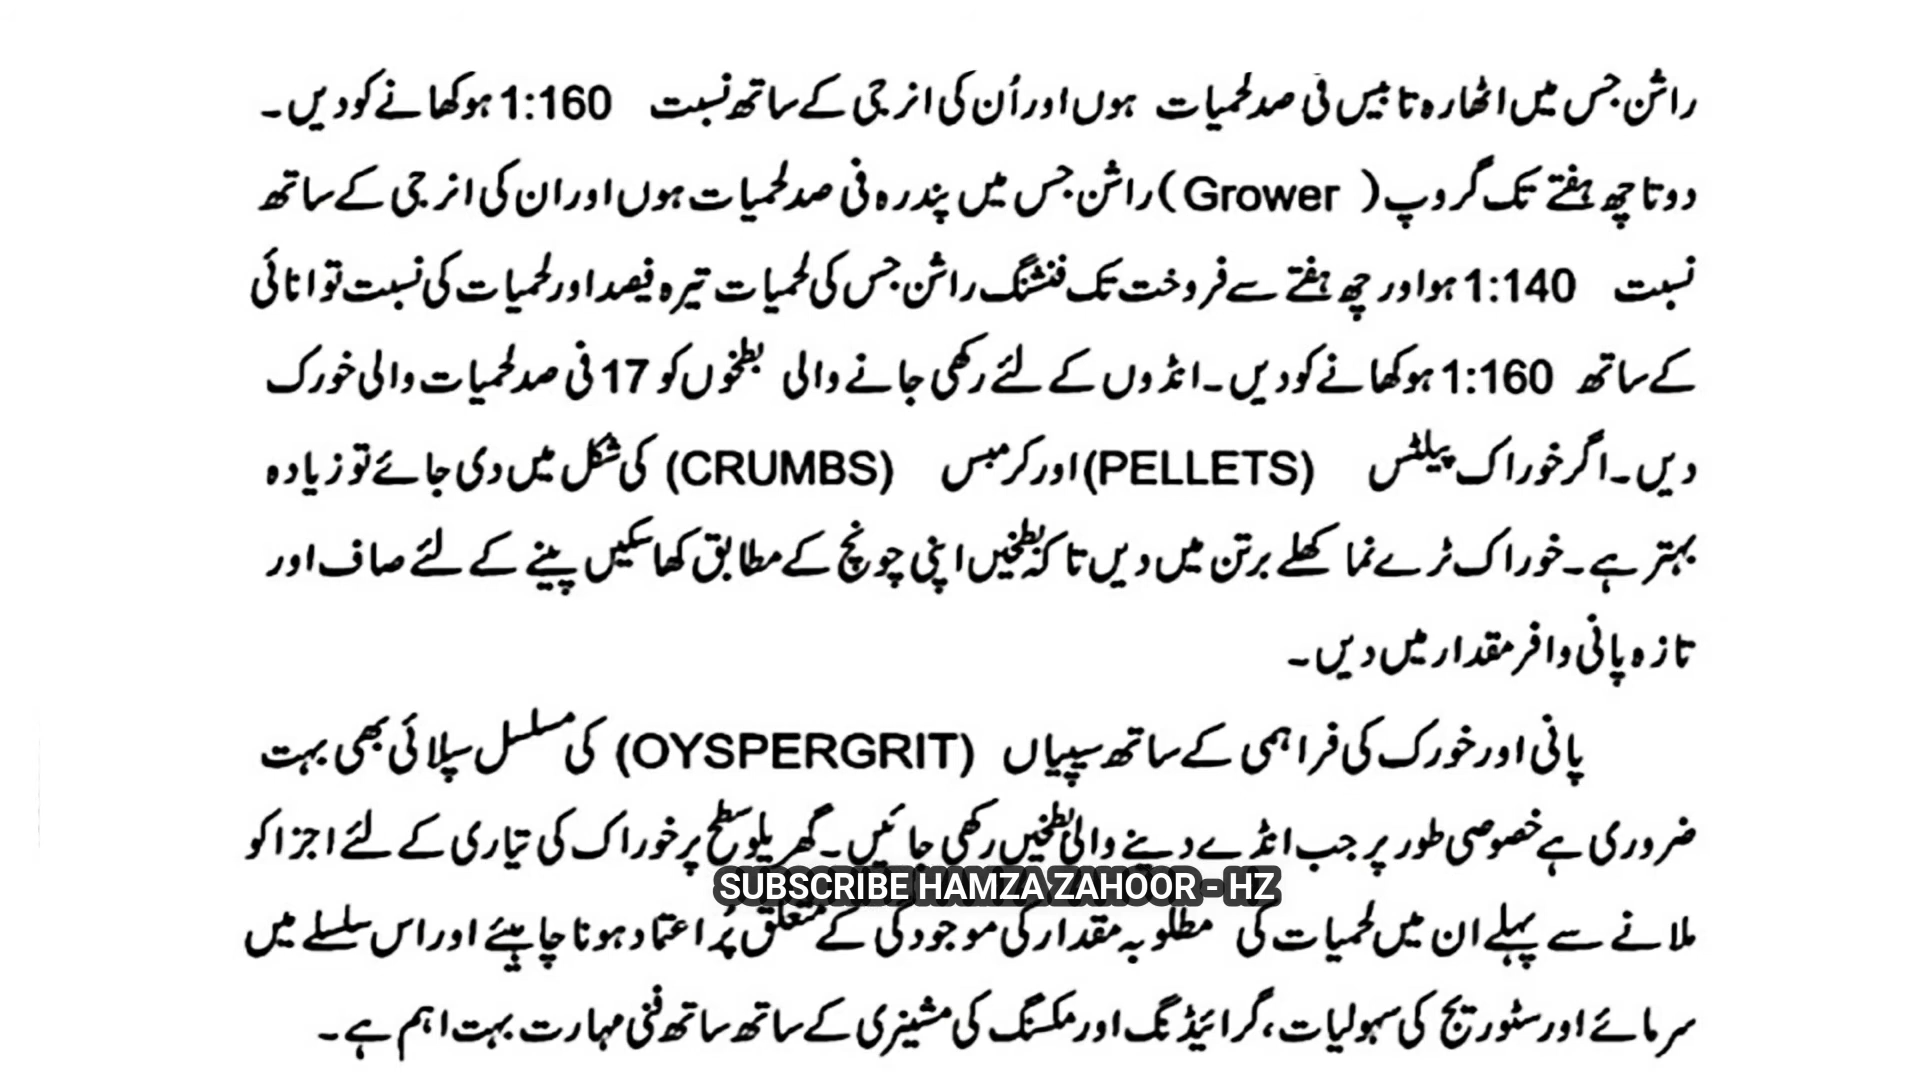 راشن جس میں اٹھارہ تا بیس فی صد لحمیات ہوں اور اُن کی انرجی کے ساتھ نسبت 1:160 ہو کھانے کو دیں۔
دو تا چھ ہفتے تک گروپ ( Grower ) راشن جس میں پندرہ فی صد لحمیات ہوں اور ان کی انرجی کے ساتھ
نسبت 1:140 ہو اور چھ ہفتے سے فروخت تک فنشنگ راشن جس کی لحمیات تیرہ فیصد اور لحمیات کی نسبت توانائی
کے ساتھ 1:160 ہو کھانے کو دیں۔ انڈوں کے لئے رکھی جانے والی بطخوں کو 17 فی صد لحمیات والی خورک
دیں۔ اگر خوراک پیلٹس (PELLETS) اور کرمبس (CRUMBS) کی شکل میں دی جائے تو زیادہ
بہتر ہے۔ خوراک ٹرے نما کھلے برتن میں دیں تا کہ بطخیں اپنی چونچ کے مطابق کھا سکیں پینے کے لئے صاف اور
تازہ پانی وافر مقدار میں دیں۔
پانی اور خورک کی فراہمی کے ساتھ سیپیاں (OYSPERGRIT) کی مسلسل سپلائی بھی بہت
ضروری ہے خصوصی طور پر جب انڈے دینے والی بطخیں رکھی جائیں۔ گھریلو سطح پر خوراک کی تیاری کے لئے اجزا کو
SUBSCRIBE HAMZA ZAHOOR - HZ
ملانے سے پہلے ان میں لحمیات کی مطلوبہ مقدار کی موجودگی کے متعلق پُر اعتماد ہونا چاہیئے اور اس سلسلے میں
سرمائے اور سٹوریج کی سہولیات، گرائیڈنگ اور مکسنگ کی مشینری کے ساتھ ساتھ فنی مہارت بہت اہم ہے۔